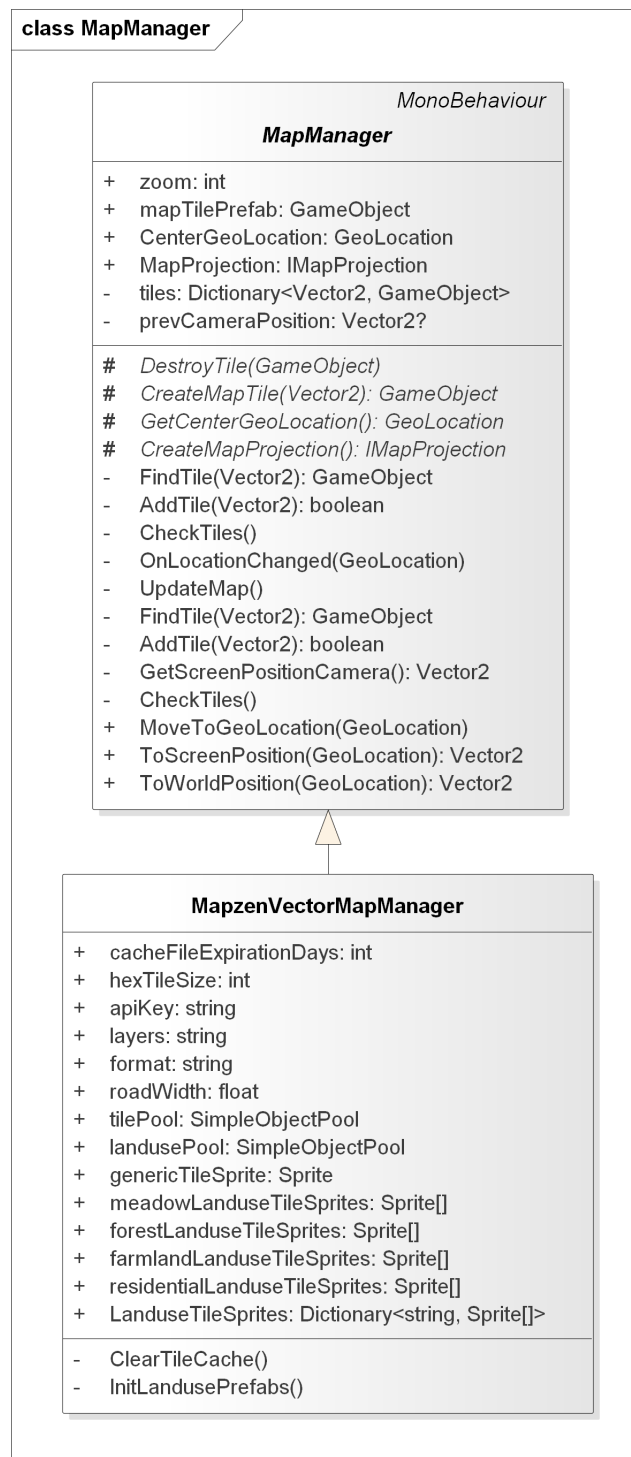 class MapManager
MonoBehaviour
MapManager
+ zoom: int
+ mapTilePrefab: GameObject
+ CenterGeoLocation: GeoLocation
+ MapProjection: IMapProjection
- tiles: Dictionary<Vector2, GameObject>
- prevCameraPosition: Vector2?
# DestroyTile(GameObject)
# CreateMapTile(Vector2): GameObject
# GetCenterGeoLocation(): GeoLocation
# CreateMapProjection(): IMapProjection
- FindTile(Vector2): GameObject
- AddTile(Vector2): boolean
- CheckTiles()
- OnLocationChanged(GeoLocation)
- UpdateMap()
- FindTile(Vector2): GameObject
- AddTile(Vector2): boolean
- GetScreenPositionCamera(): Vector2
- CheckTiles()
+ MoveToGeoLocation(GeoLocation)
+ ToScreenPosition(GeoLocation): Vector2
+ ToWorldPosition(GeoLocation): Vector2
MapzenVectorMapManager
+ cacheFileExpirationDays: int
+ hexTileSize: int
+ apiKey: string
+ layers: string
+ format: string
+ roadWidth: float
+ tilePool: SimpleObjectPool
+ landusePool: SimpleObjectPool
+ genericTileSprite: Sprite
+ meadowLanduseTileSprites: Sprite[]
+ forestLanduseTileSprites: Sprite[]
+ farmlandLanduseTileSprites: Sprite[]
+ residentialLanduseTileSprites: Sprite[]
+ LanduseTileSprites: Dictionary<string, Sprite[]>
- ClearTileCache()
- InitLandusePrefabs()